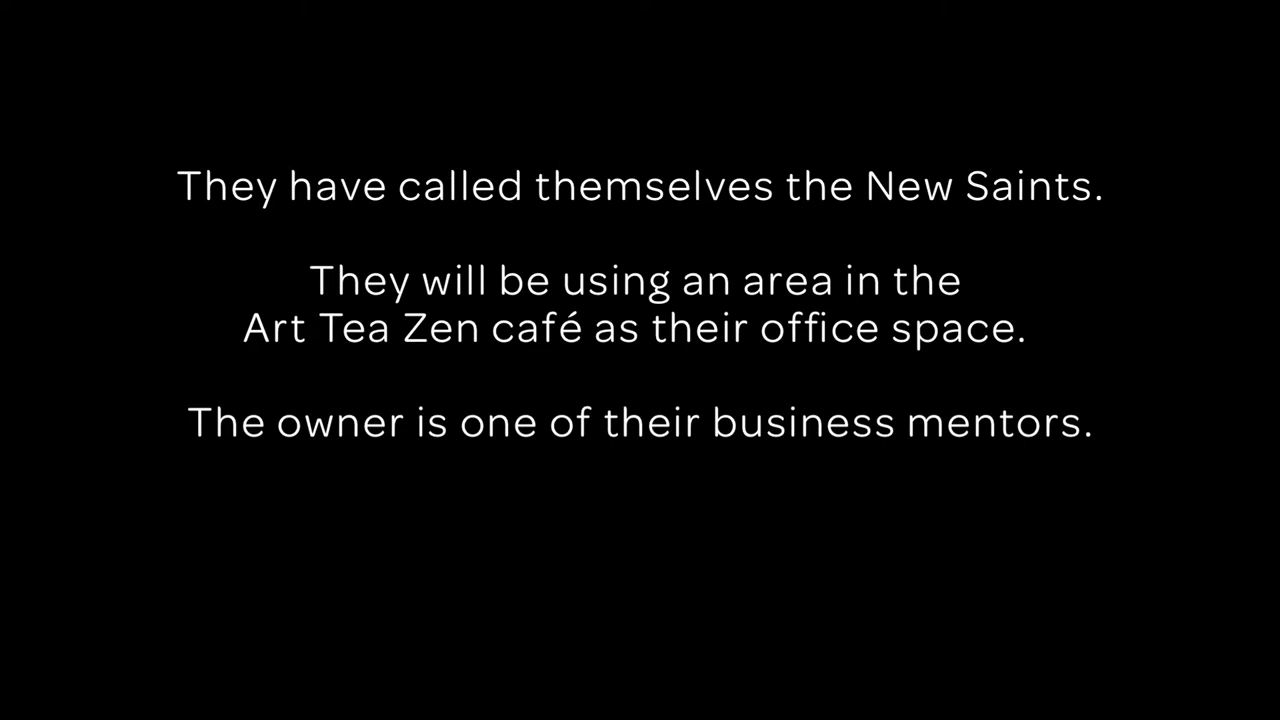 They have called themselves the New Saints.
They will be using an area in the
Art Tea Zen café as their office space.
The owner is one of their business mentors.